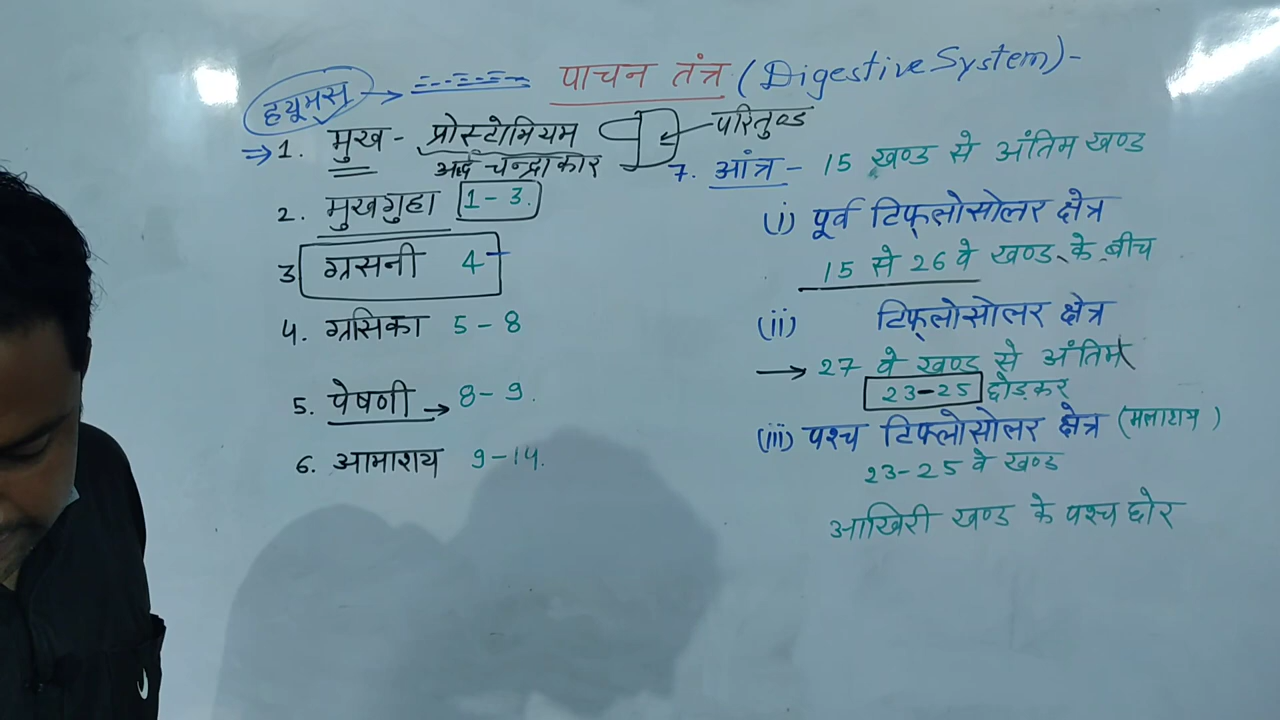 पाचन तंत्र (Digestive System)-
ह्यूमस
1. मुख - प्रोस्टोमियम
अर्द्ध चन्द्राकार
परितुण्ड
2. मुखगुहा 1-3.
3 ग्रसनी 4
4. ग्रसिका 5-8
5. पेषणी → 8-9.
6. आमाशय 9-14.
7. आंत्र - 15 खण्ड से अंतिम खण्ड
(i) पूर्व टिफ्लोसोलर क्षेत्र
15 से 26 वे खण्ड के बीच
(ii) टिफ्लोसोलर क्षेत्र
→ 27 वे खण्ड से अंतिम
23-25 छोड़कर
(iii) पश्च टिफ्लोसोलर क्षेत्र (मलाशय)
23-25 वे खण्ड
आखिरी खण्ड के पश्च छोर